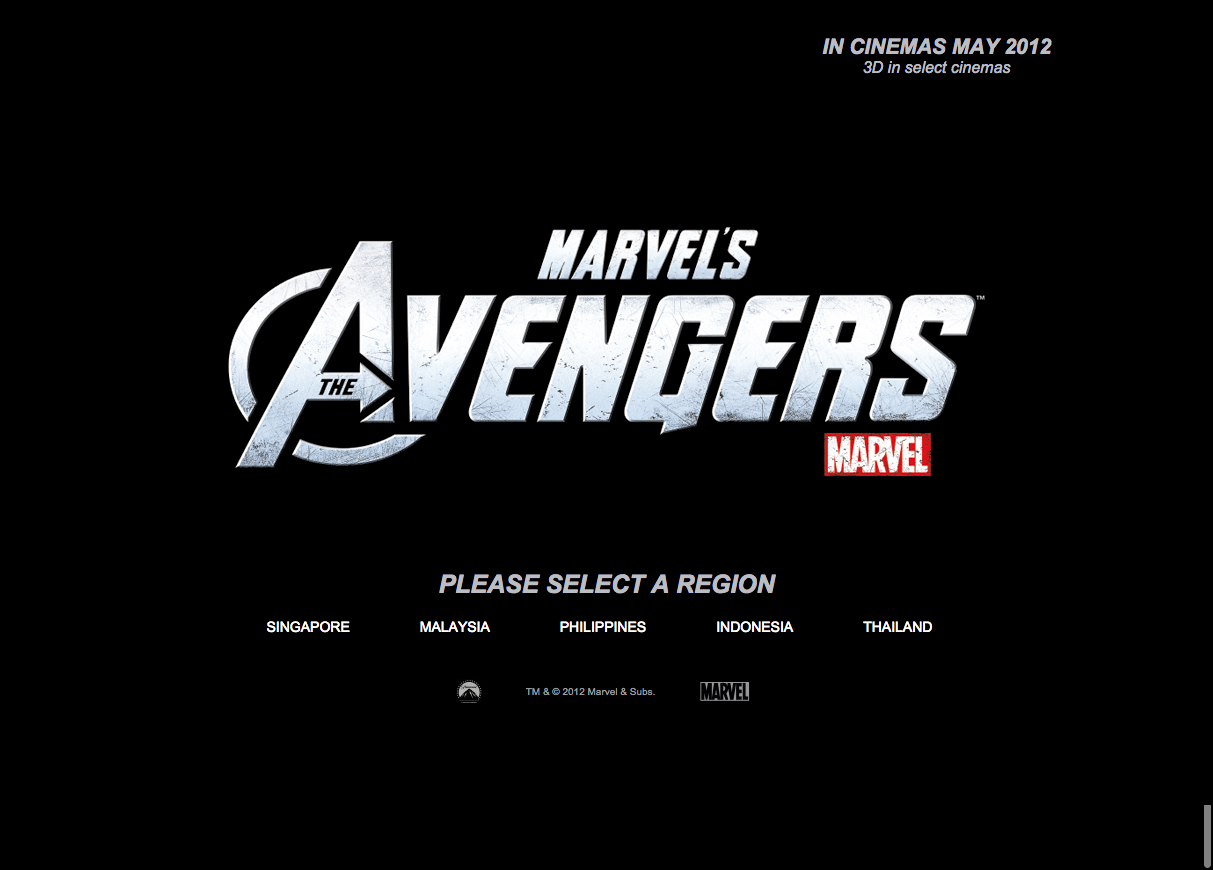 IN CINEMAS MAY 2012
3D in select cinemas
MARVEL'S
THE AVENGERS™
MARVEL
PLEASE SELECT A REGION
SINGAPORE MALAYSIA PHILIPPINES INDONESIA THAILAND
TM & © 2012 Marvel & Subs. MARVEL